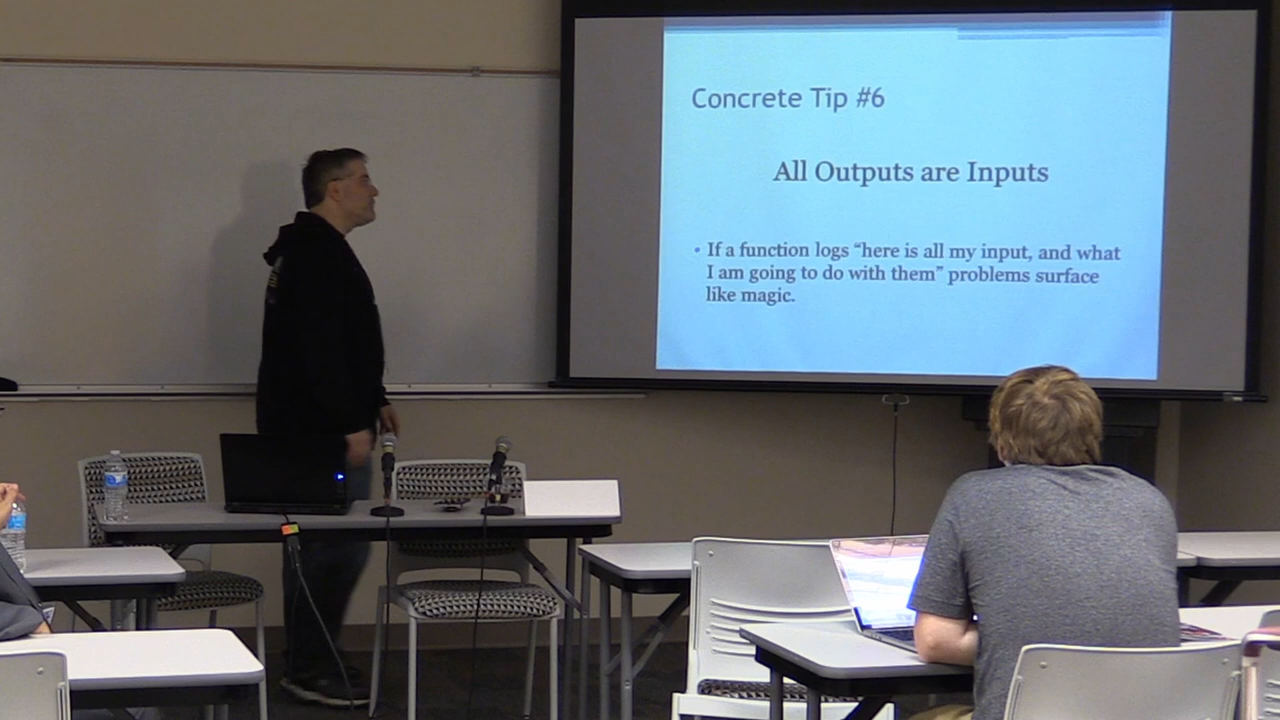 Concrete Tip #6
All Outputs are Inputs
• If a function logs “here is all my input, and what
I am going to do with them” problems surface
like magic.